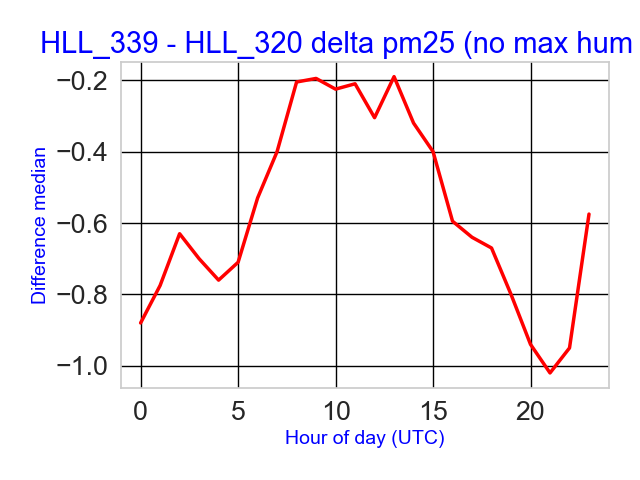 HLL_339 - HLL_320 delta pm25 (no max hum
Difference median
−0.2
−0.4
−0.6
−0.8
−1.0
0 5 10 15 20
Hour of day (UTC)